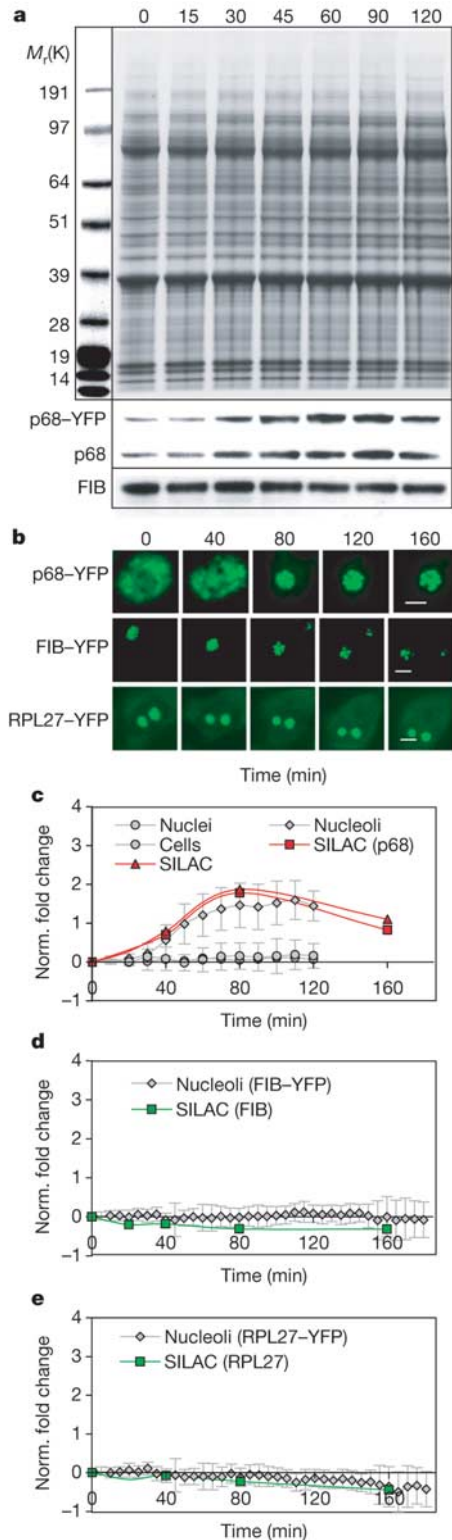 a 0 15 30 45 60 90 120
Mr(K)
191
97
64
51
39
28
19
14
p68–YFP
p68
FIB
b 0 40 80 120 160
p68–YFP
FIB–YFP
RPL27–YFP
Time (min)
c
4
3
2
1
0
–1
Norm. fold change
Nuclei
Nucleoli
Cells
SILAC (p68)
SILAC
0 40 80 120 160
Time (min)
d
4
3
2
1
0
–1
Norm. fold change
Nucleoli (FIB–YFP)
SILAC (FIB)
0 40 80 120 160
Time (min)
e
4
3
2
1
0
–1
Norm. fold change
Nucleoli (RPL27–YFP)
SILAC (RPL27)
0 40 80 120 160
Time (min)